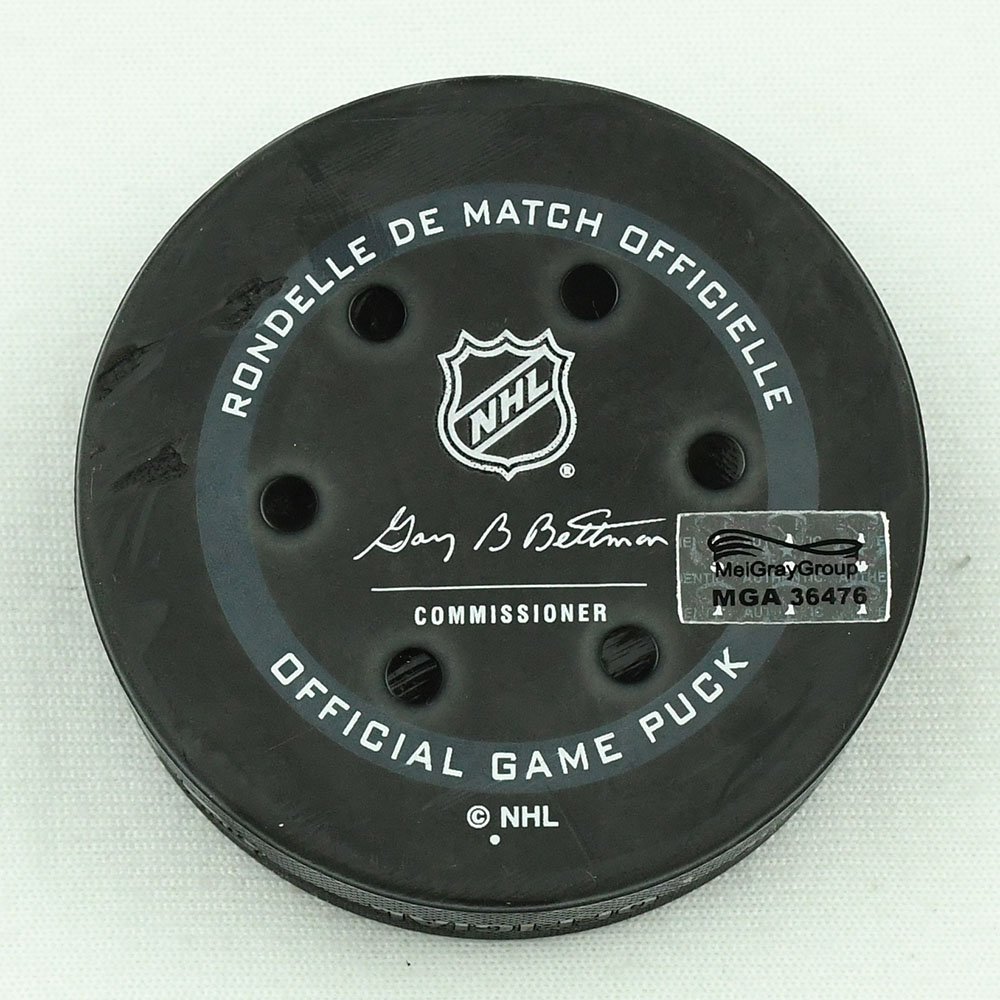 RONDELLE DE MATCH OFFICIELLE
NHL
®
Gary B Bettman
COMMISSIONER
MeiGrayGroup
MGA 36476
OFFICIAL GAME PUCK
© NHL